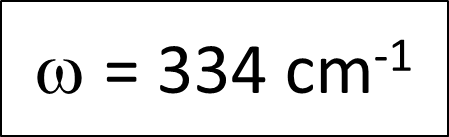 ω = 334 cm⁻¹